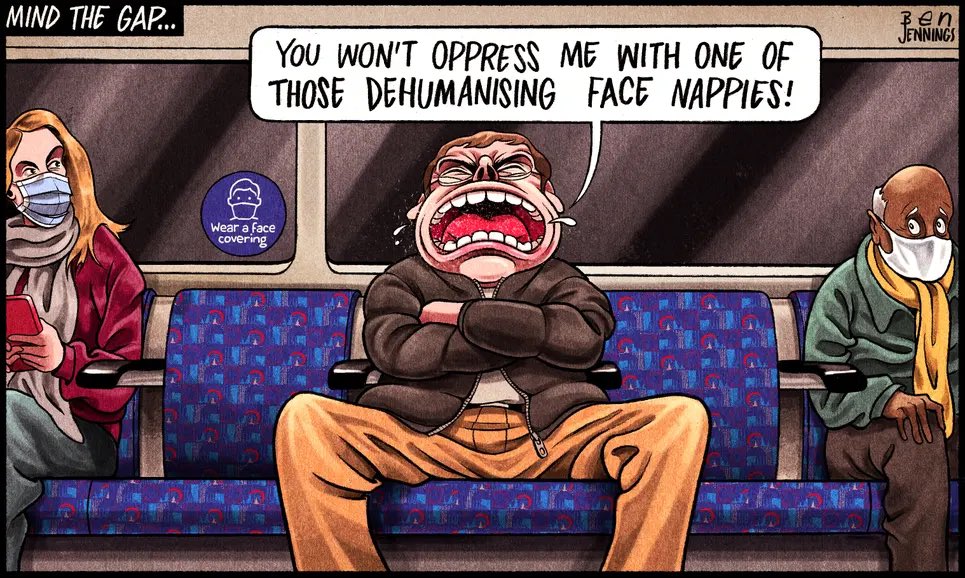 MIND THE GAP...
Ben
JENNINGS
YOU WON'T OPPRESS ME WITH ONE OF
THOSE DEHUMANISING FACE NAPPIES!
Wear a face
covering